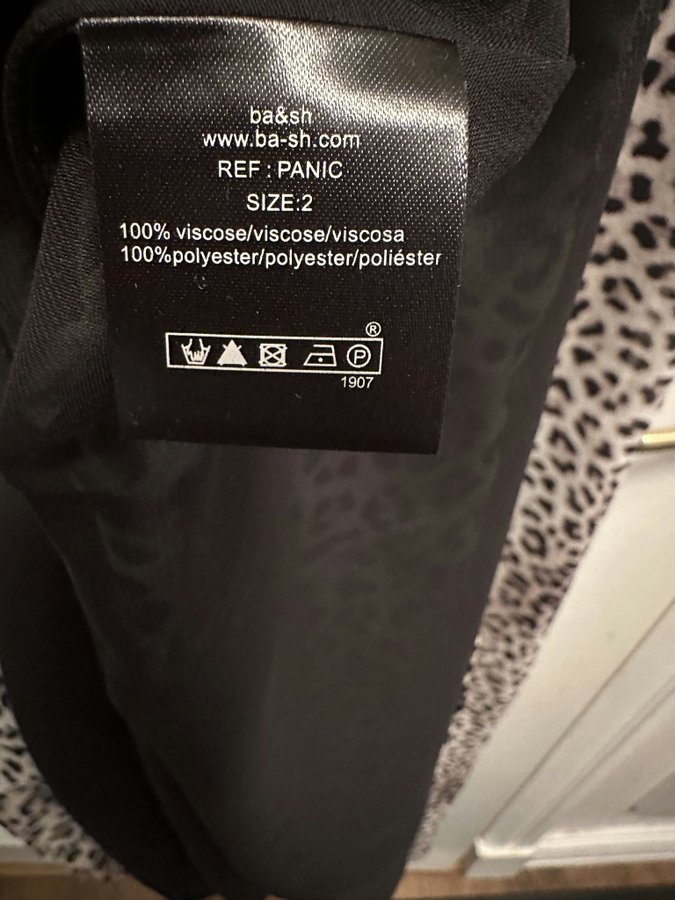 ba&sh
www.ba-sh.com
REF : PANIC
SIZE:2
100% viscose/viscose/viscosa
100%polyester/polyester/poliéster
®
P
1907